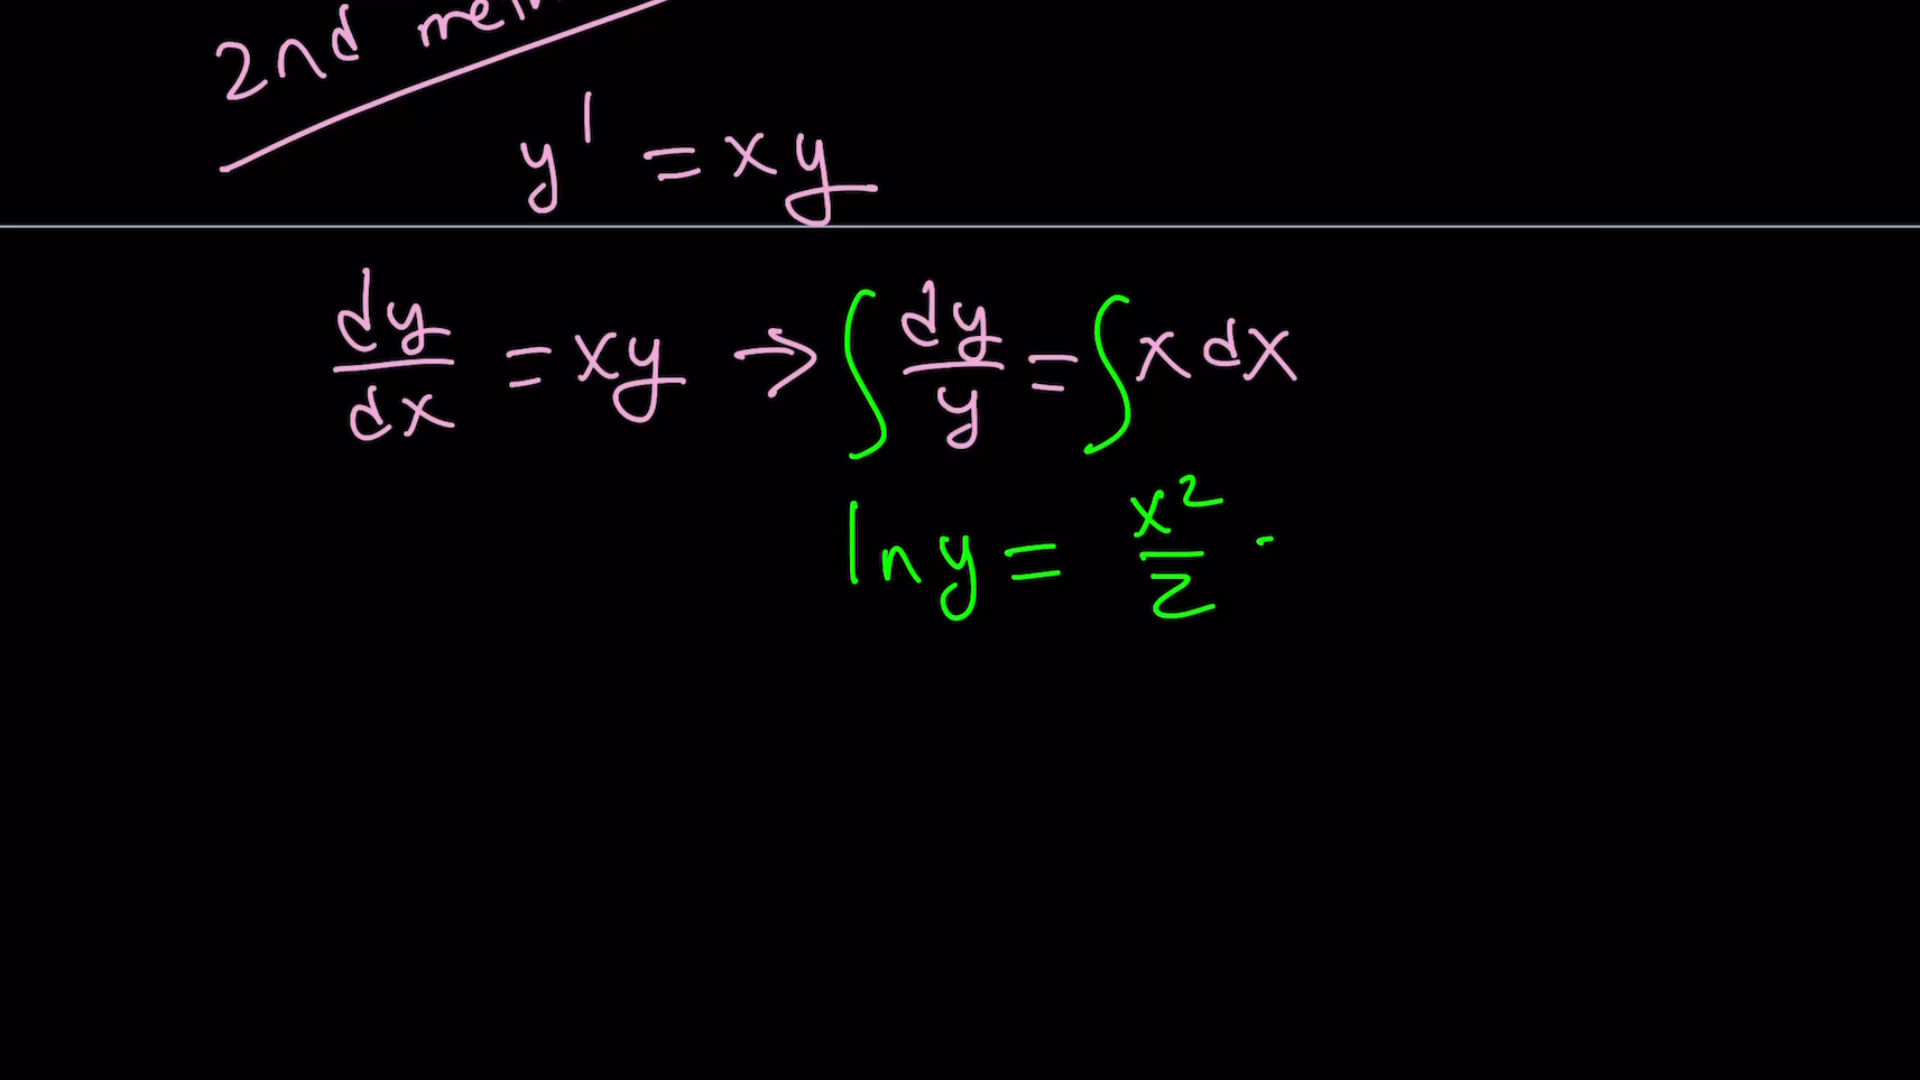 2nd
y' = xy
dy/dx = xy → ∫ dy/y = ∫ x dx
ln y = x²/2